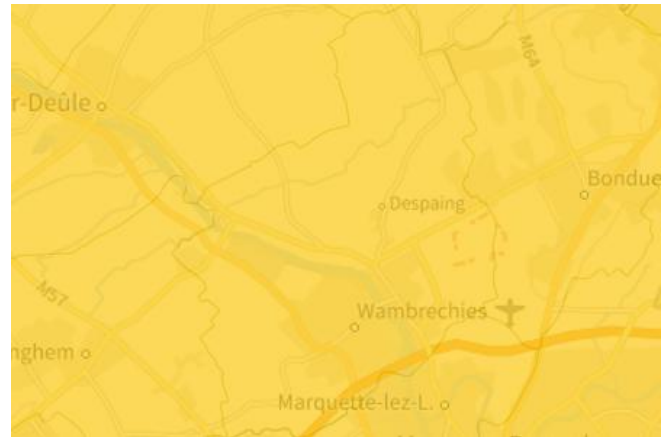 M64
r-Deûle
Bondue
Despaing
M57
Wambrechies
nghem
Marquette-lez-L.